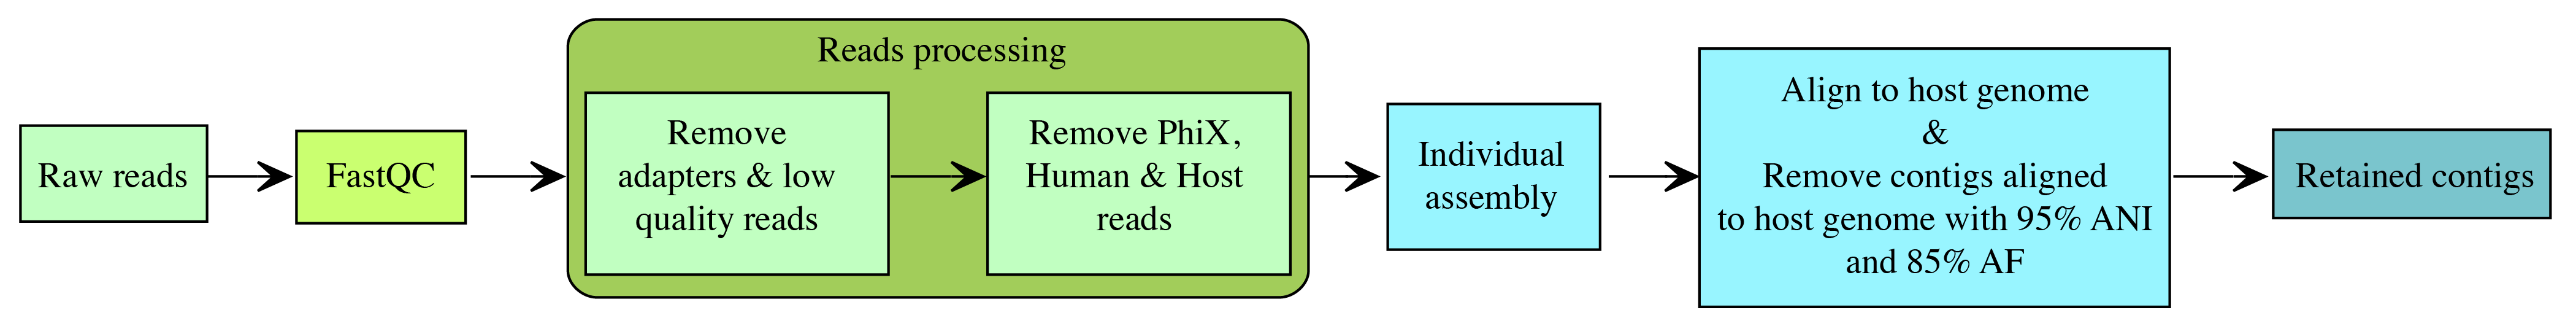 Raw reads
FastQC
Reads processing
Remove
adapters & low
quality reads
Remove PhiX,
Human & Host
reads
Individual
assembly
Align to host genome
&
Remove contigs aligned
to host genome with 95% ANI
and 85% AF
Retained contigs